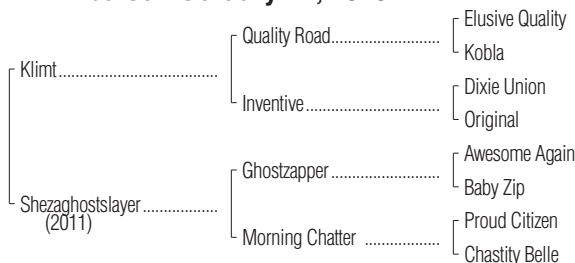 Elusive Quality
Quality Road
Kobla
Klimt
Dixie Union
Inventive
Original
Awesome Again
Ghostzapper
Baby Zip
Shezaghostslayer
(2011)
Proud Citizen
Morning Chatter
Chastity Belle